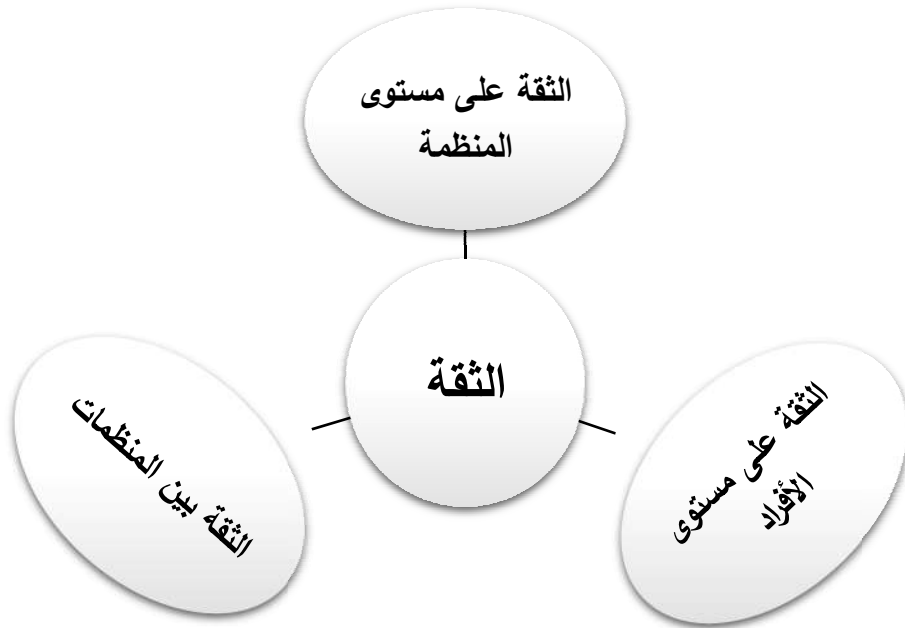 الثقة على مستوى
المنظمة
الثقة
الثقة على مستوى
الأفراد
الثقة بين المنظمات